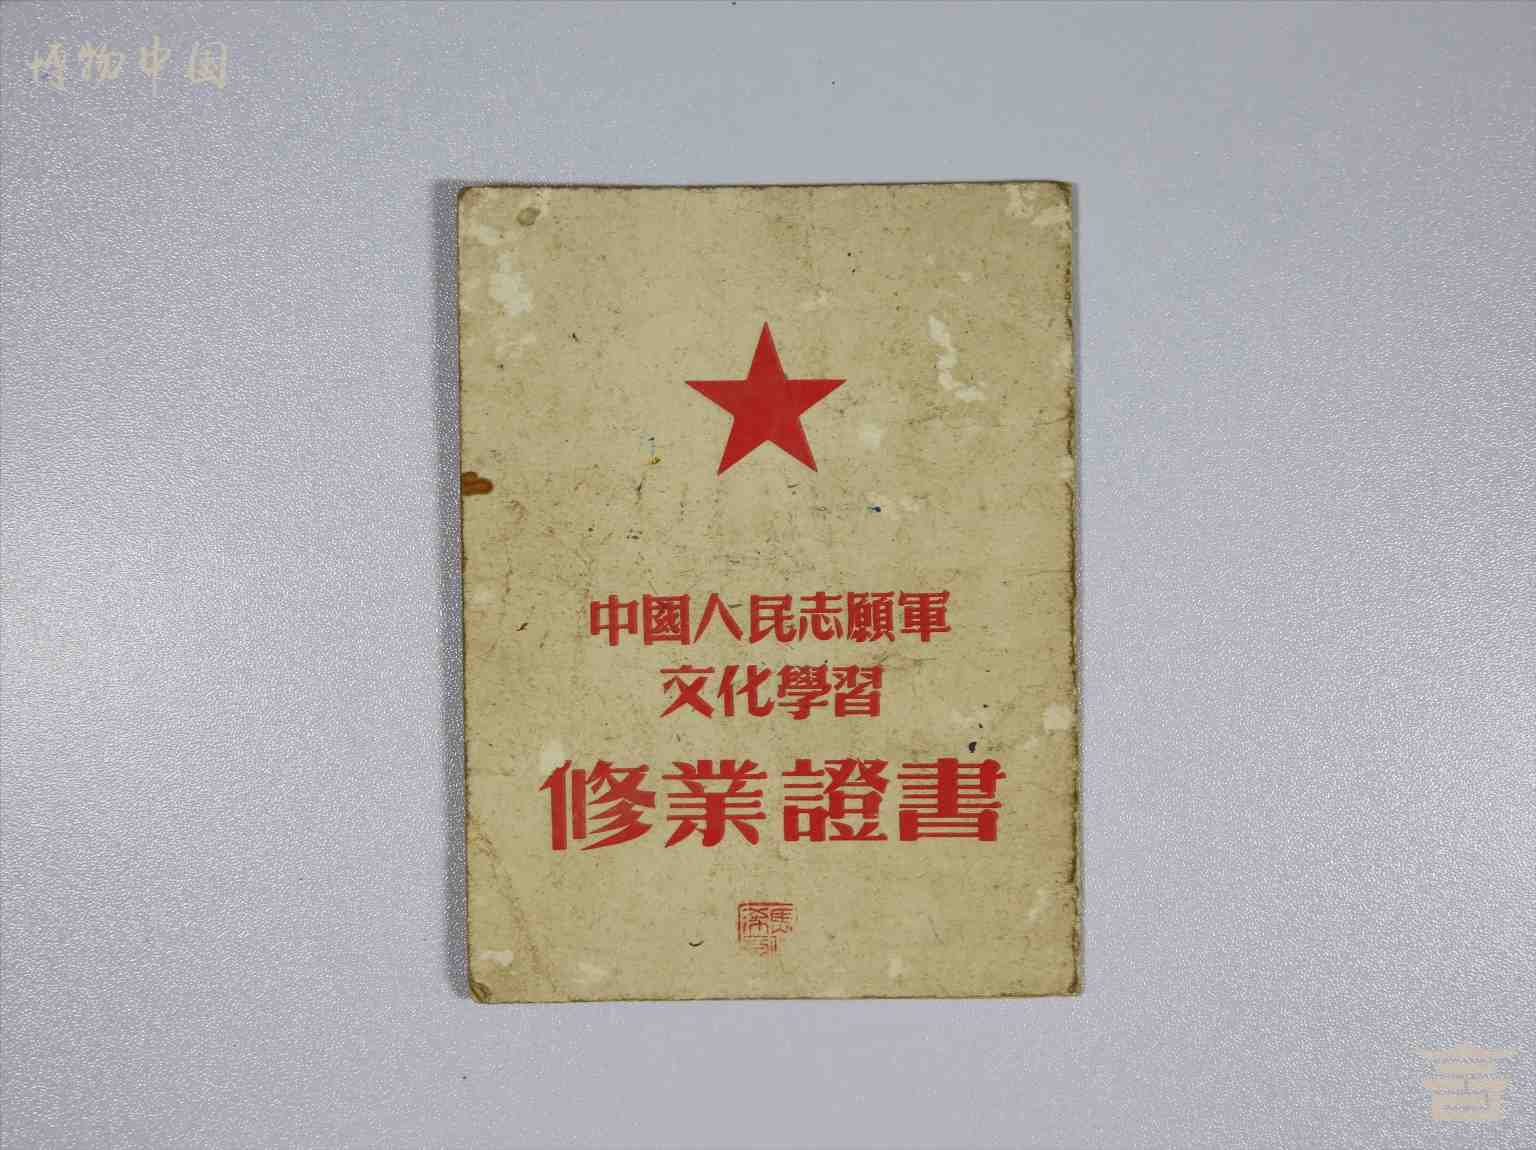 博物中国
中國人民志願軍
文化學習
修業證書